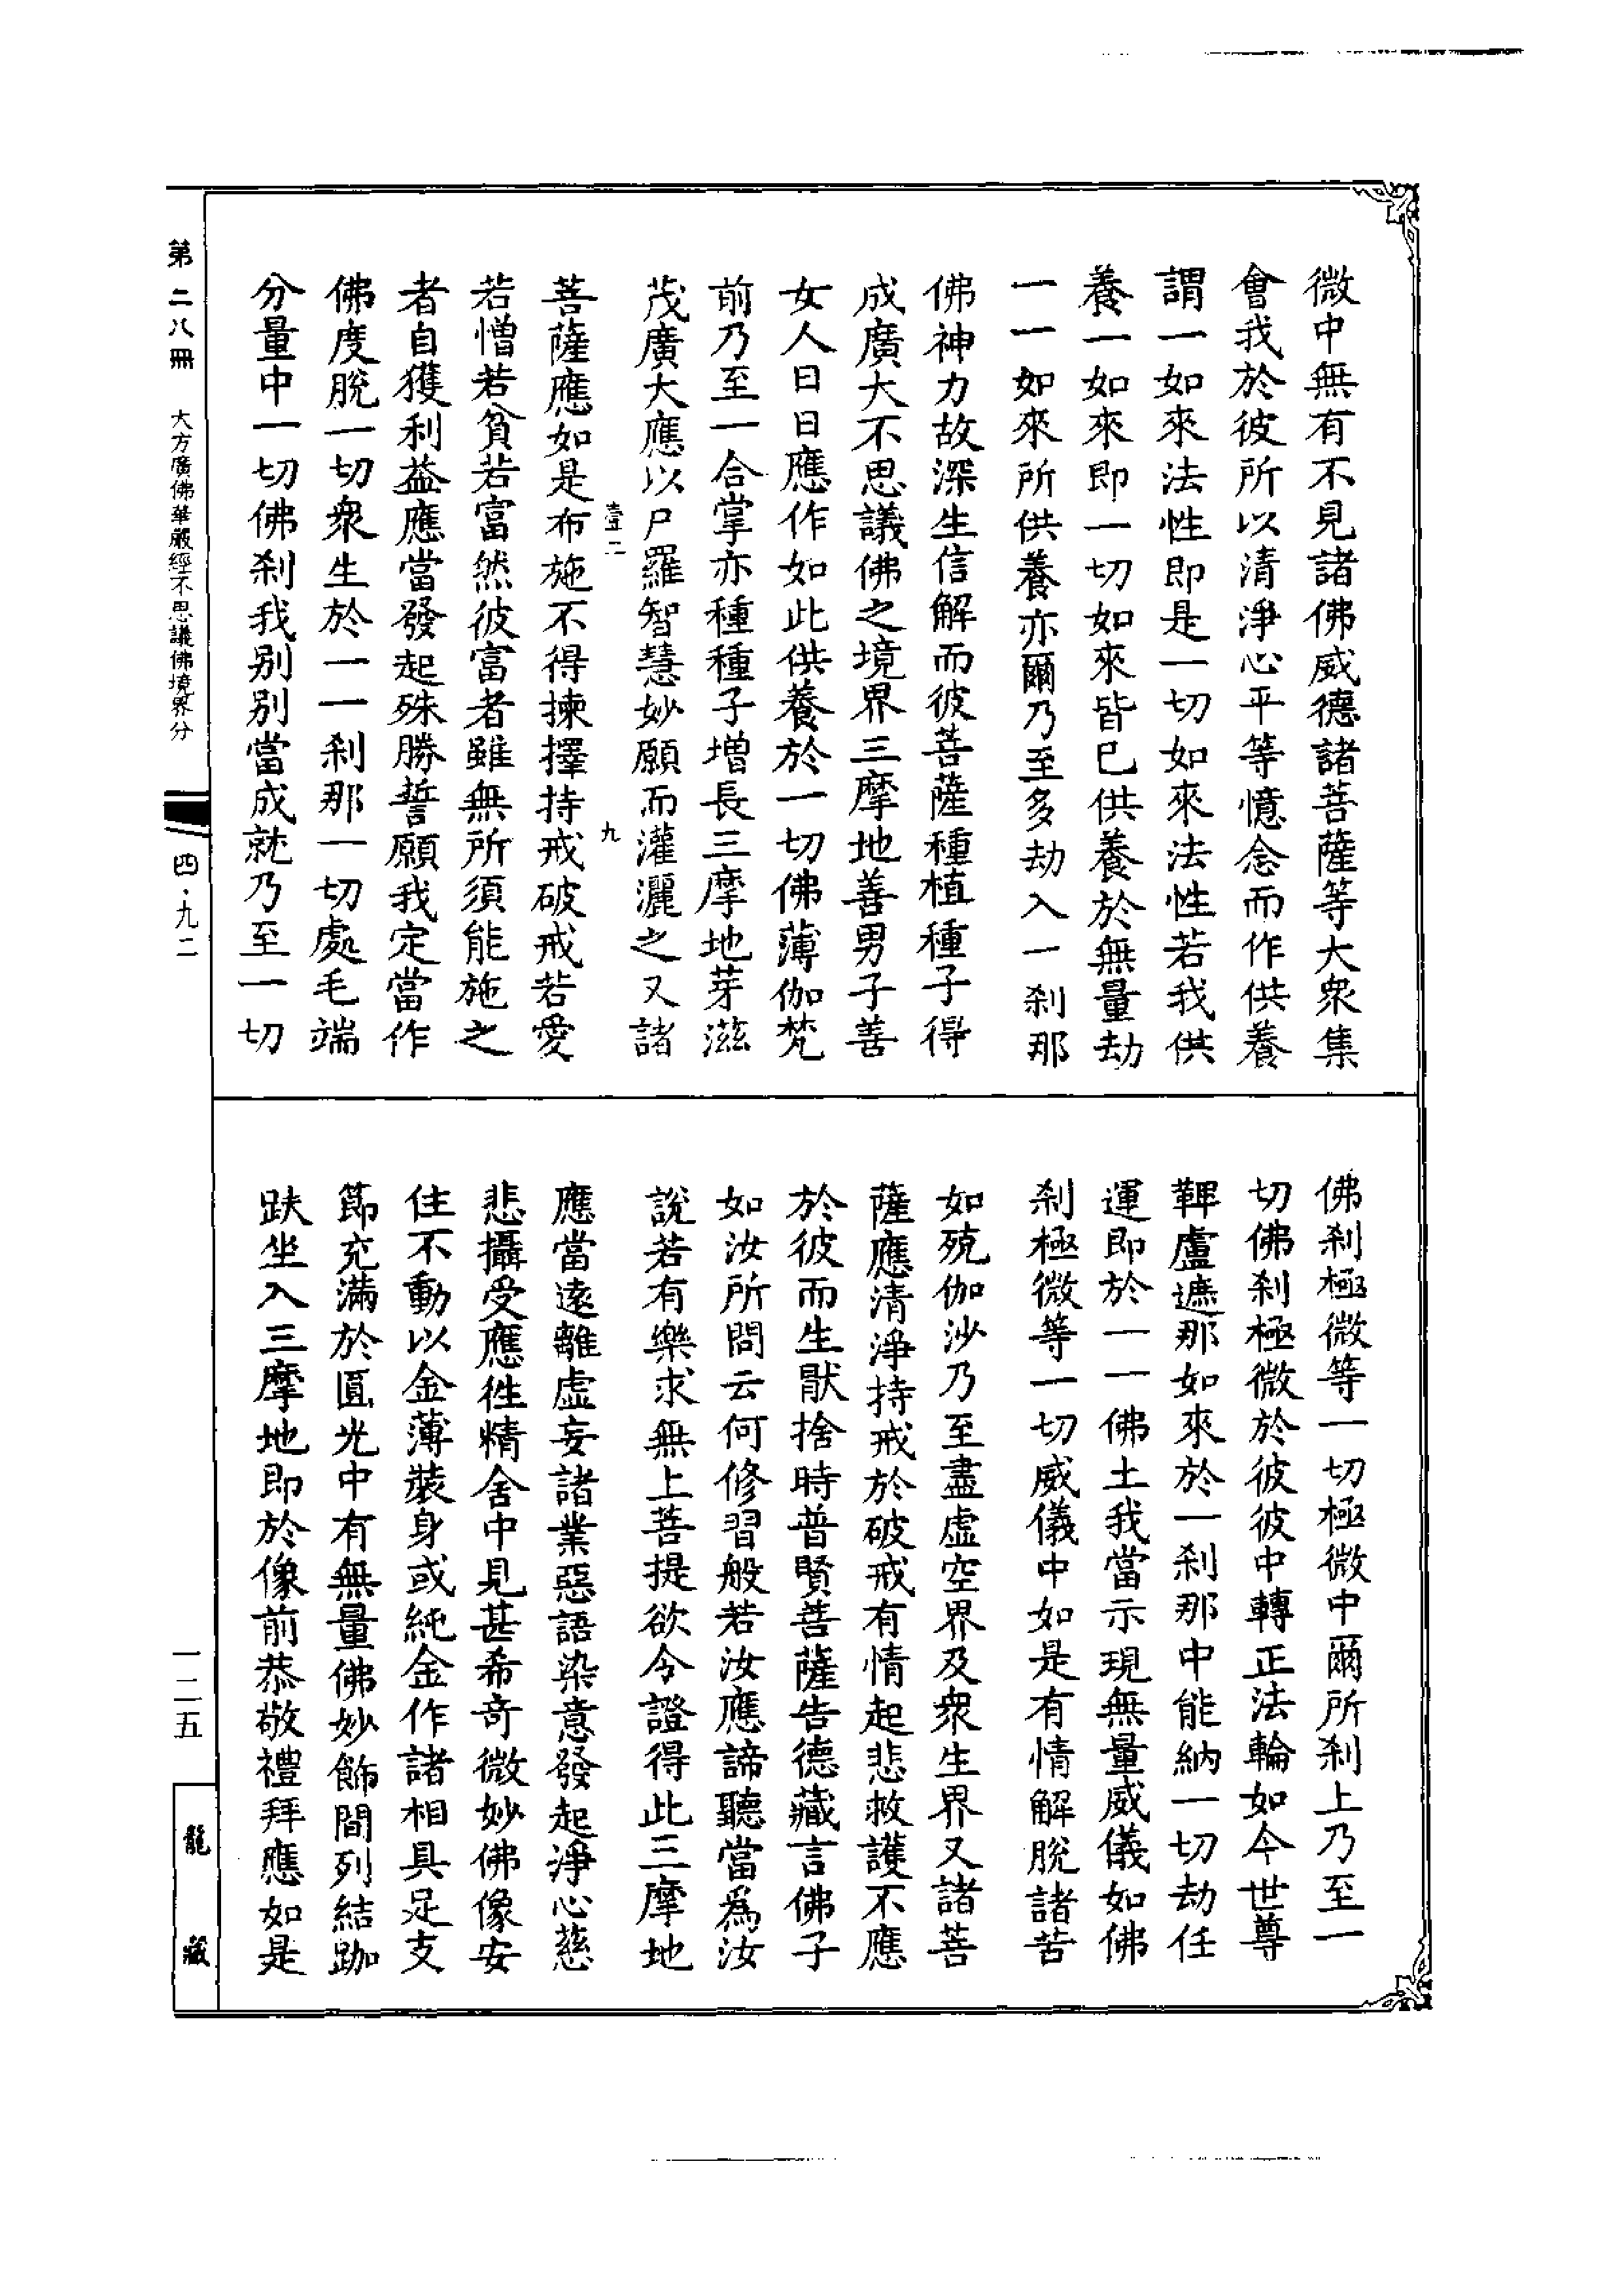 微中無有不見諸佛威德諸菩薩等大衆集
會我於彼所以清淨心平等憶念而作供養
謂一如來法性即是一切如來法性若我供
養一如來即一切如來皆已供養於無量劫
一一如來所供養亦爾乃至多劫入一剎那
佛神力故深生信解而彼菩薩種植種子得
成廣大不思議佛之境界三摩地善男子善
女人日日應作如此供養於一切佛薄伽梵
前乃至一合掌亦種種子增長三摩地芽滋
茂廣大應以尸羅智慧妙願而灌灑之又諸
壹二
九
菩薩應如是布施不得揀擇持戒破戒若愛
若憎若貧若富然彼富者雖無所須能施之
者自獲利益應當發起殊勝誓願我定當作
佛度脫一切衆生於一一剎那一切處毛端
分量中一切佛剎我別別當成就乃至一切
佛剎極微等一切極微中爾所剎上乃至一
切佛剎極微於彼彼中轉正法輪如今世尊
鞞盧遮那如來於一剎那中能納一切劫任
運即於一一佛土我當示現無量威儀如佛
剎極微等一切威儀中如是有情解脫諸苦
如殑伽沙乃至盡虛空界及衆生界又諸菩
薩應清淨持戒於破戒有情起悲救護不應
於彼而生猒捨時普賢菩薩告德藏言佛子
如汝所問云何修習般若汝應諦聽當爲汝
說若有樂求無上菩提欲令證得此三摩地
應當遠離虛妄諸業惡語染意發起淨心慈
悲攝受應徃精舍中見甚希奇微妙佛像安
住不動以金薄裝身或純金作諸相具足支
節充滿於圓光中有無量佛妙飾間列結跏
趺坐入三摩地即於像前恭敬禮拜應如是
第二八冊
大方廣佛華嚴經不思議佛境界分
四·九二
一二五
龍藏